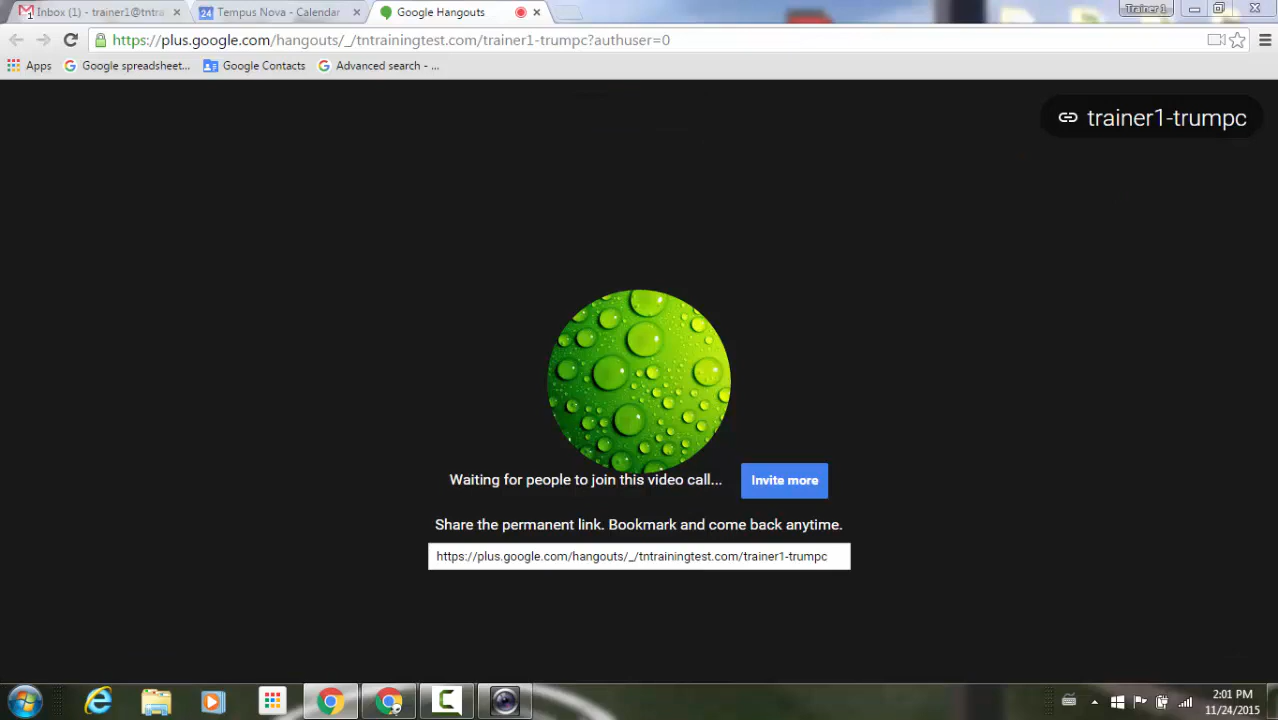 Inbox (1) - trainer1@tntra
Tempus Nova - Calendar
Google Hangouts
Trainer 1
https://plus.google.com/hangouts/_/tntrainingtest.com/trainer1-trumpc?authuser=0
Apps
Google spreadsheet...
Google Contacts
Advanced search - ...
trainer1-trumpc
Waiting for people to join this video call...
Invite more
Share the permanent link. Bookmark and come back anytime.
https://plus.google.com/hangouts/_/tntrainingtest.com/trainer1-trumpc
2:01 PM
11/24/2015